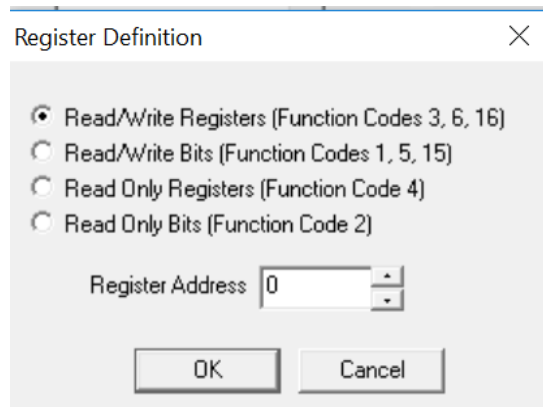 Register Definition
Read/Write Registers (Function Codes 3, 6, 16)
Read/Write Bits (Function Codes 1, 5, 15)
Read Only Registers (Function Code 4)
Read Only Bits (Function Code 2)
Register Address 0
OK Cancel